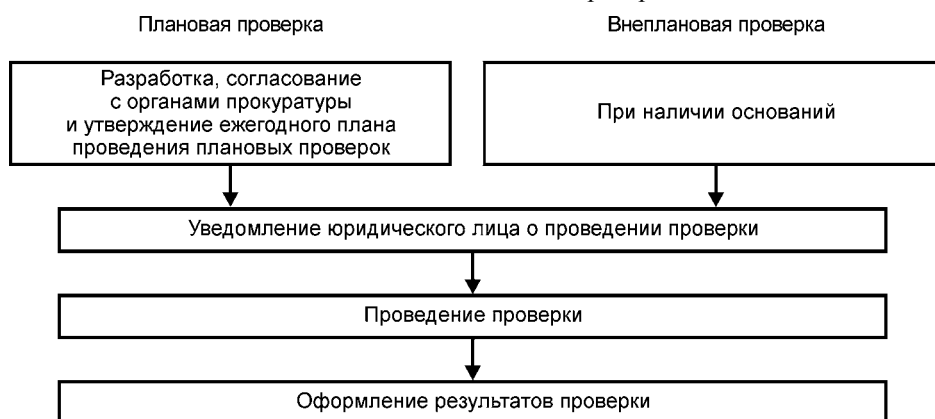 Плановая проверка
Внеплановая проверка
Разработка, согласование
с органами прокуратуры
и утверждение ежегодного плана
проведения плановых проверок
При наличии оснований
Уведомление юридического лица о проведении проверки
Проведение проверки
Оформление результатов проверки